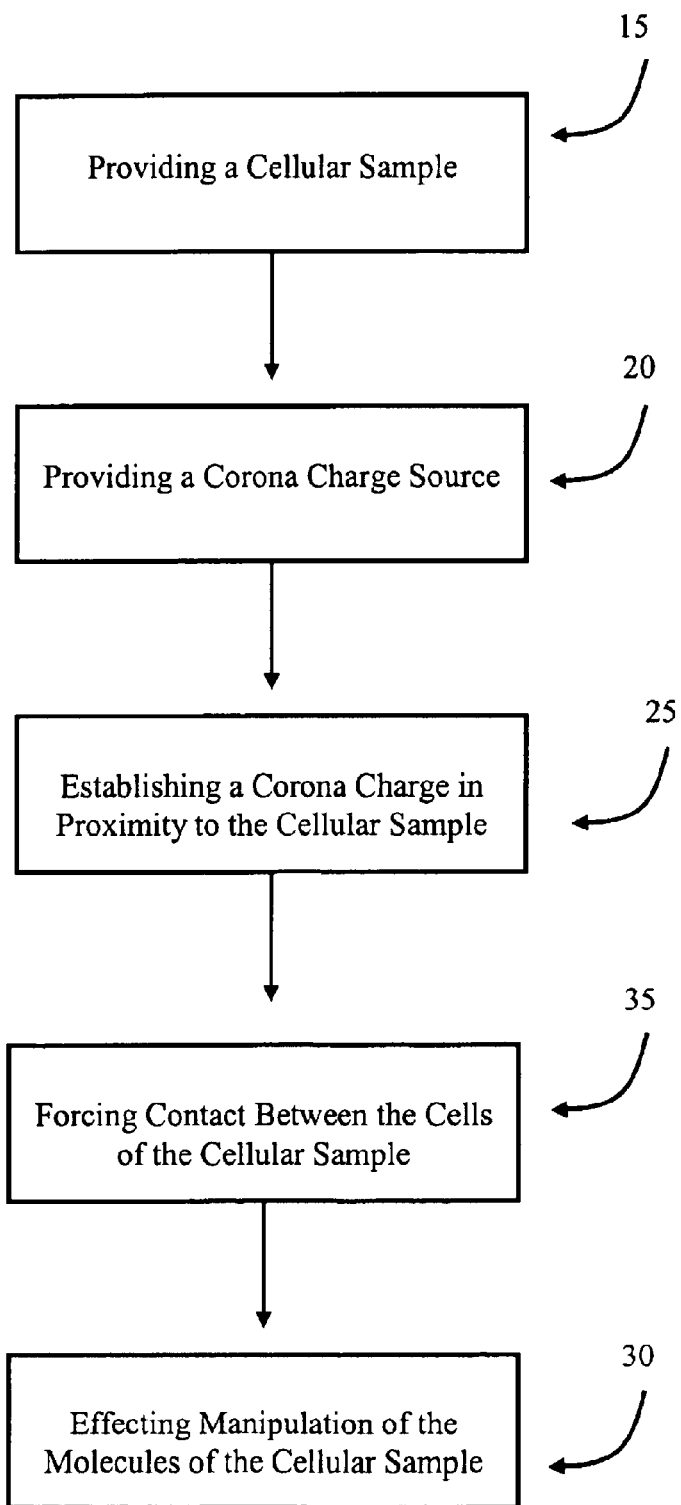 15
Providing a Cellular Sample
20
Providing a Corona Charge Source
25
Establishing a Corona Charge in
Proximity to the Cellular Sample
35
Forcing Contact Between the Cells
of the Cellular Sample
30
Effecting Manipulation of the
Molecules of the Cellular Sample